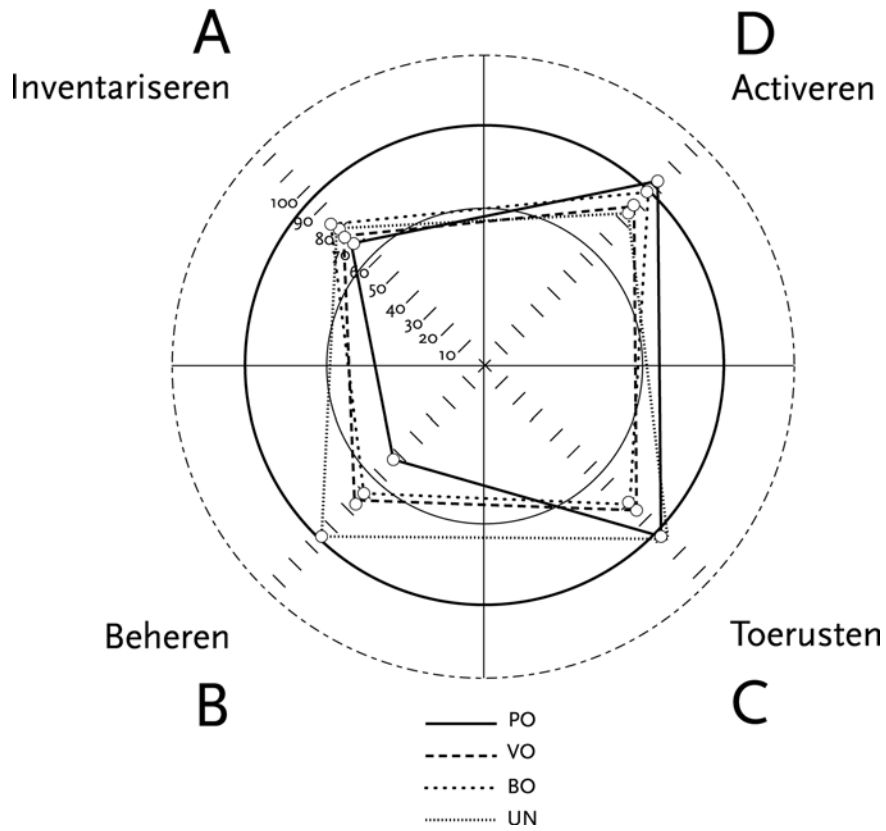 A
D
Inventariseren
Activeren
100
90
80
70
60
50
40
30
20
10
Beheren
Toerusten
B
C
PO
VO
BO
UN